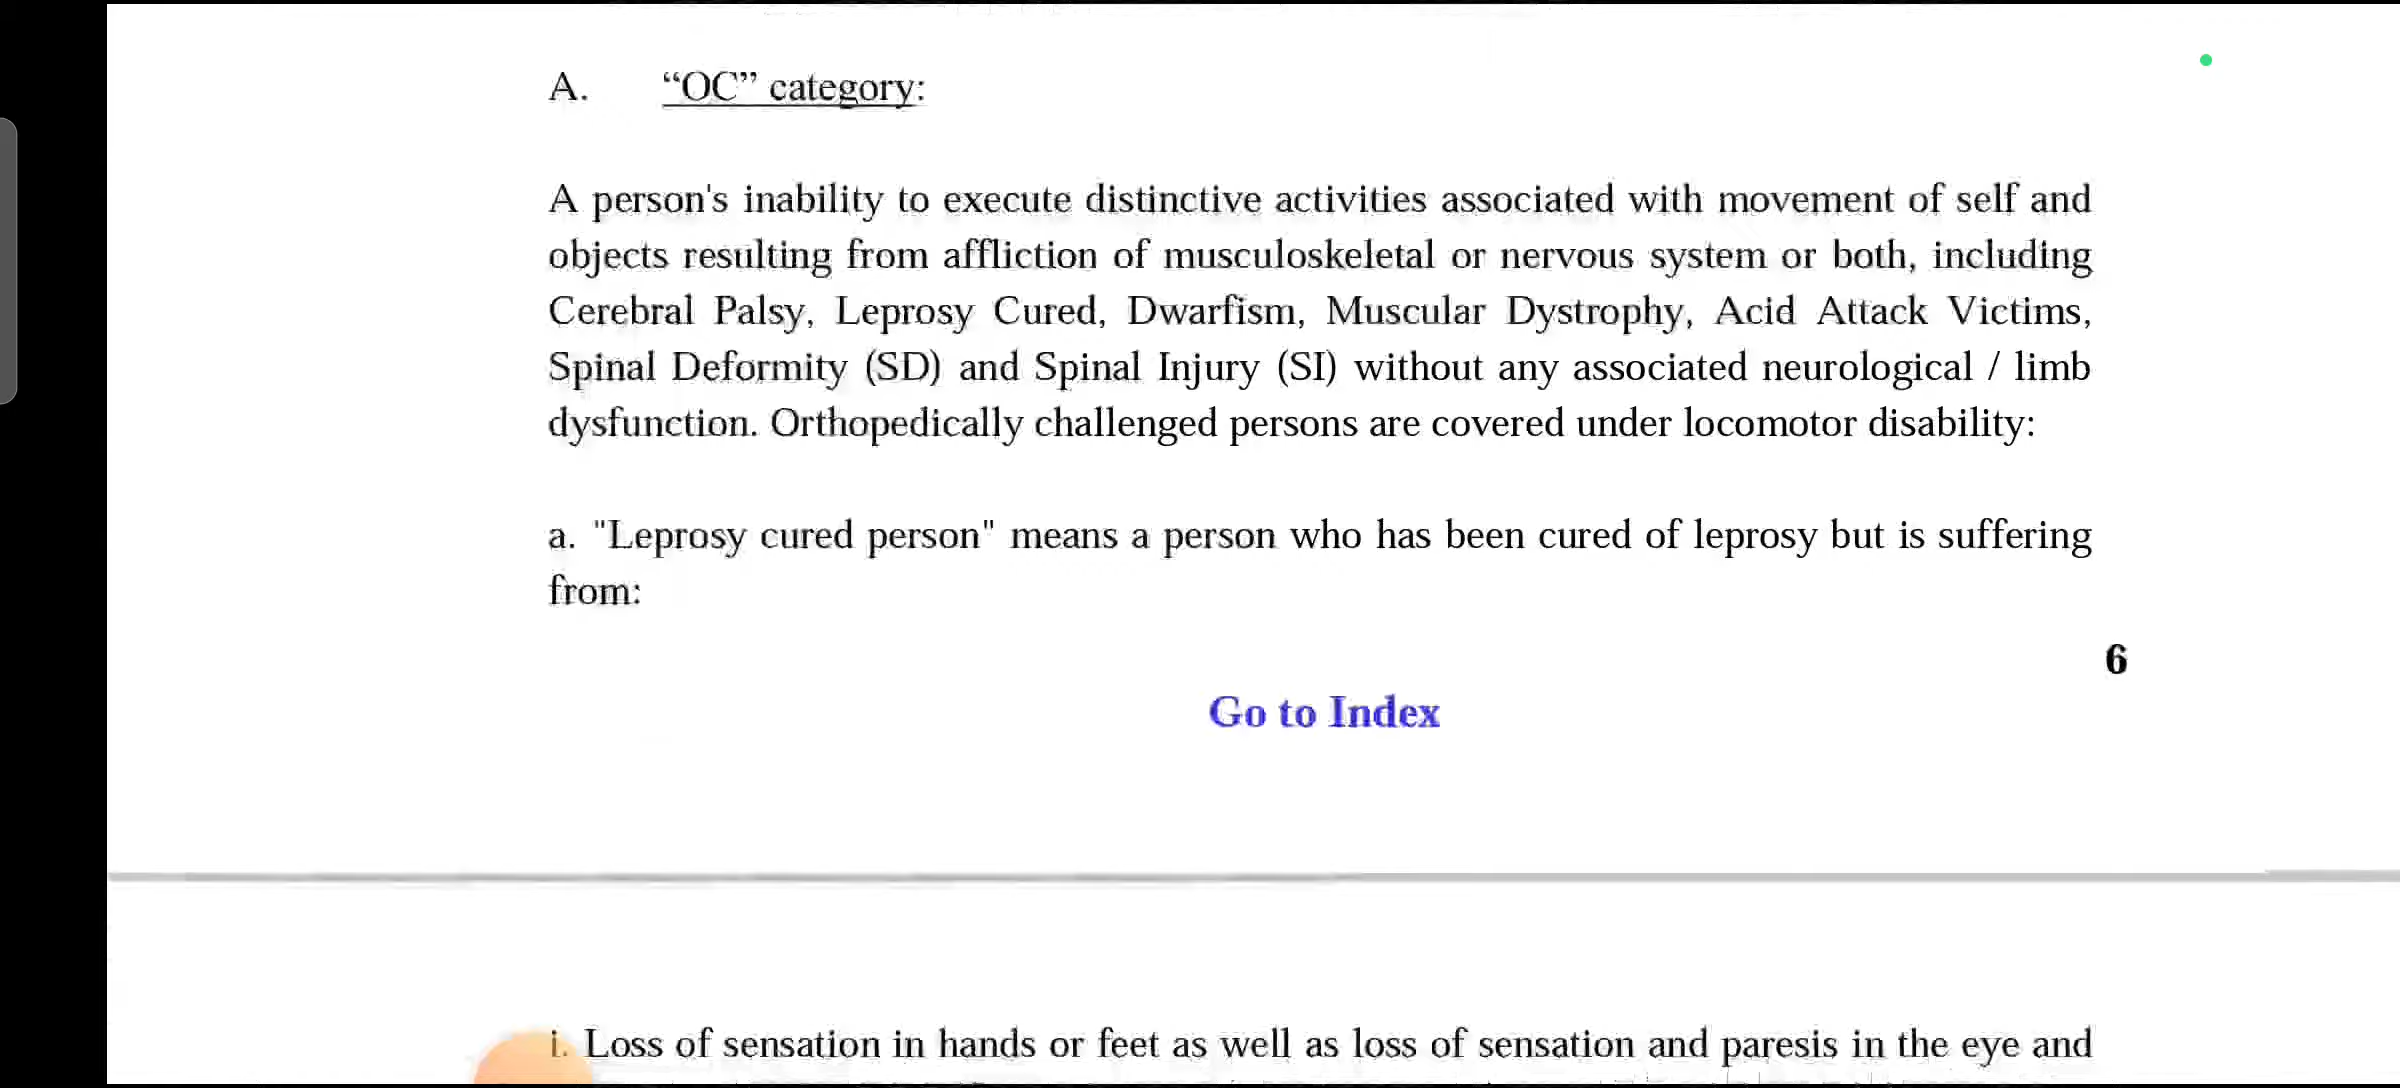 A. “OC” category:
A person's inability to execute distinctive activities associated with movement of self and
objects resulting from affliction of musculoskeletal or nervous system or both, including
Cerebral Palsy, Leprosy Cured, Dwarfism, Muscular Dystrophy, Acid Attack Victims,
Spinal Deformity (SD) and Spinal Injury (SI) without any associated neurological / limb
dysfunction. Orthopedically challenged persons are covered under locomotor disability:
a. "Leprosy cured person" means a person who has been cured of leprosy but is suffering
from:
6
Go to Index
i. Loss of sensation in hands or feet as well as loss of sensation and paresis in the eye and